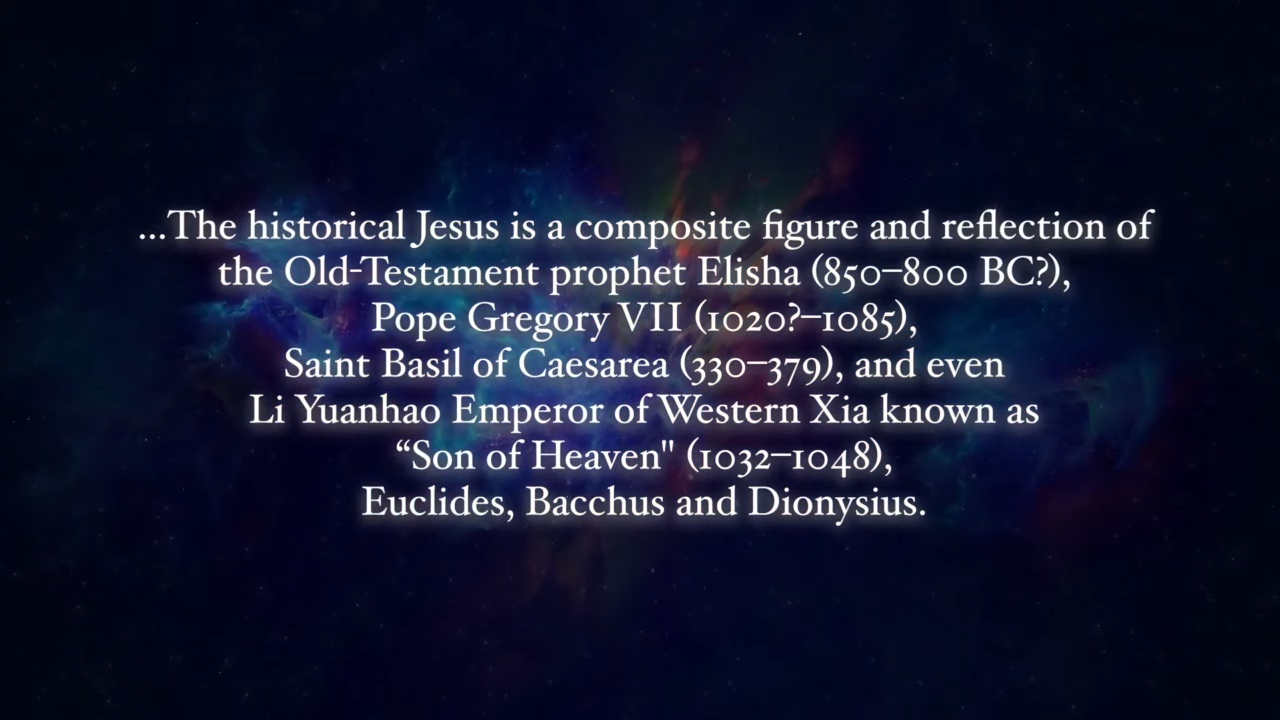 ...The historical Jesus is a composite figure and reflection of
the Old-Testament prophet Elisha (850–800 BC?),
Pope Gregory VII (1020?–1085),
Saint Basil of Caesarea (330–379), and even
Li Yuanhao Emperor of Western Xia known as
“Son of Heaven" (1032–1048),
Euclides, Bacchus and Dionysius.